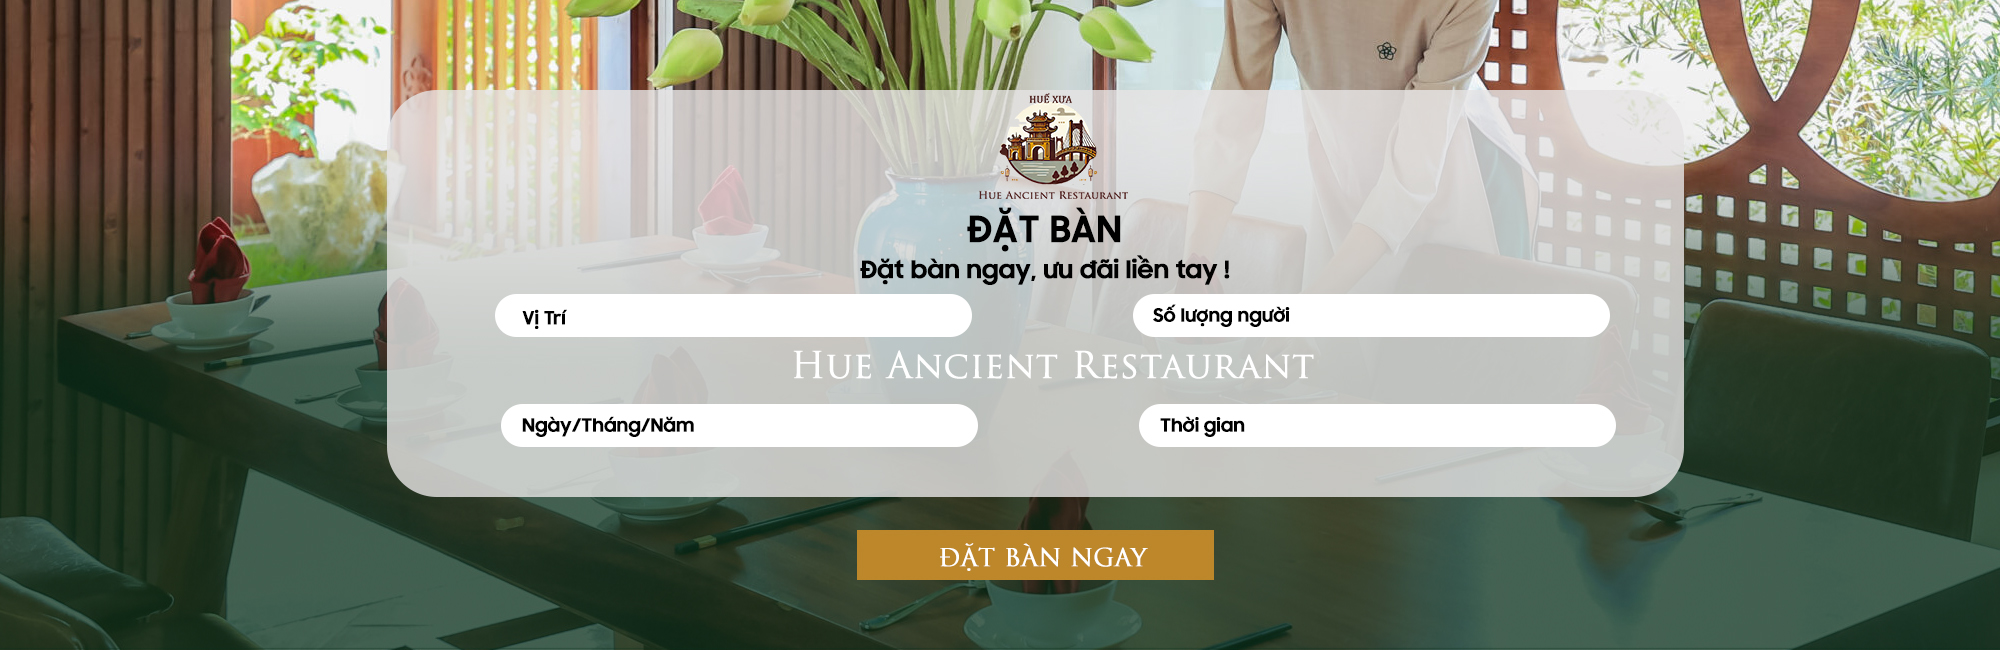 HUẾ XƯA
HUE ANCIENT RESTAURANT
ĐẶT BÀN
Đặt bàn ngay, ưu đãi liền tay !
Vị Trí
Số lượng người
HUE ANCIENT RESTAURANT
Ngày/Tháng/Năm
Thời gian
ĐẶT BÀN NGAY